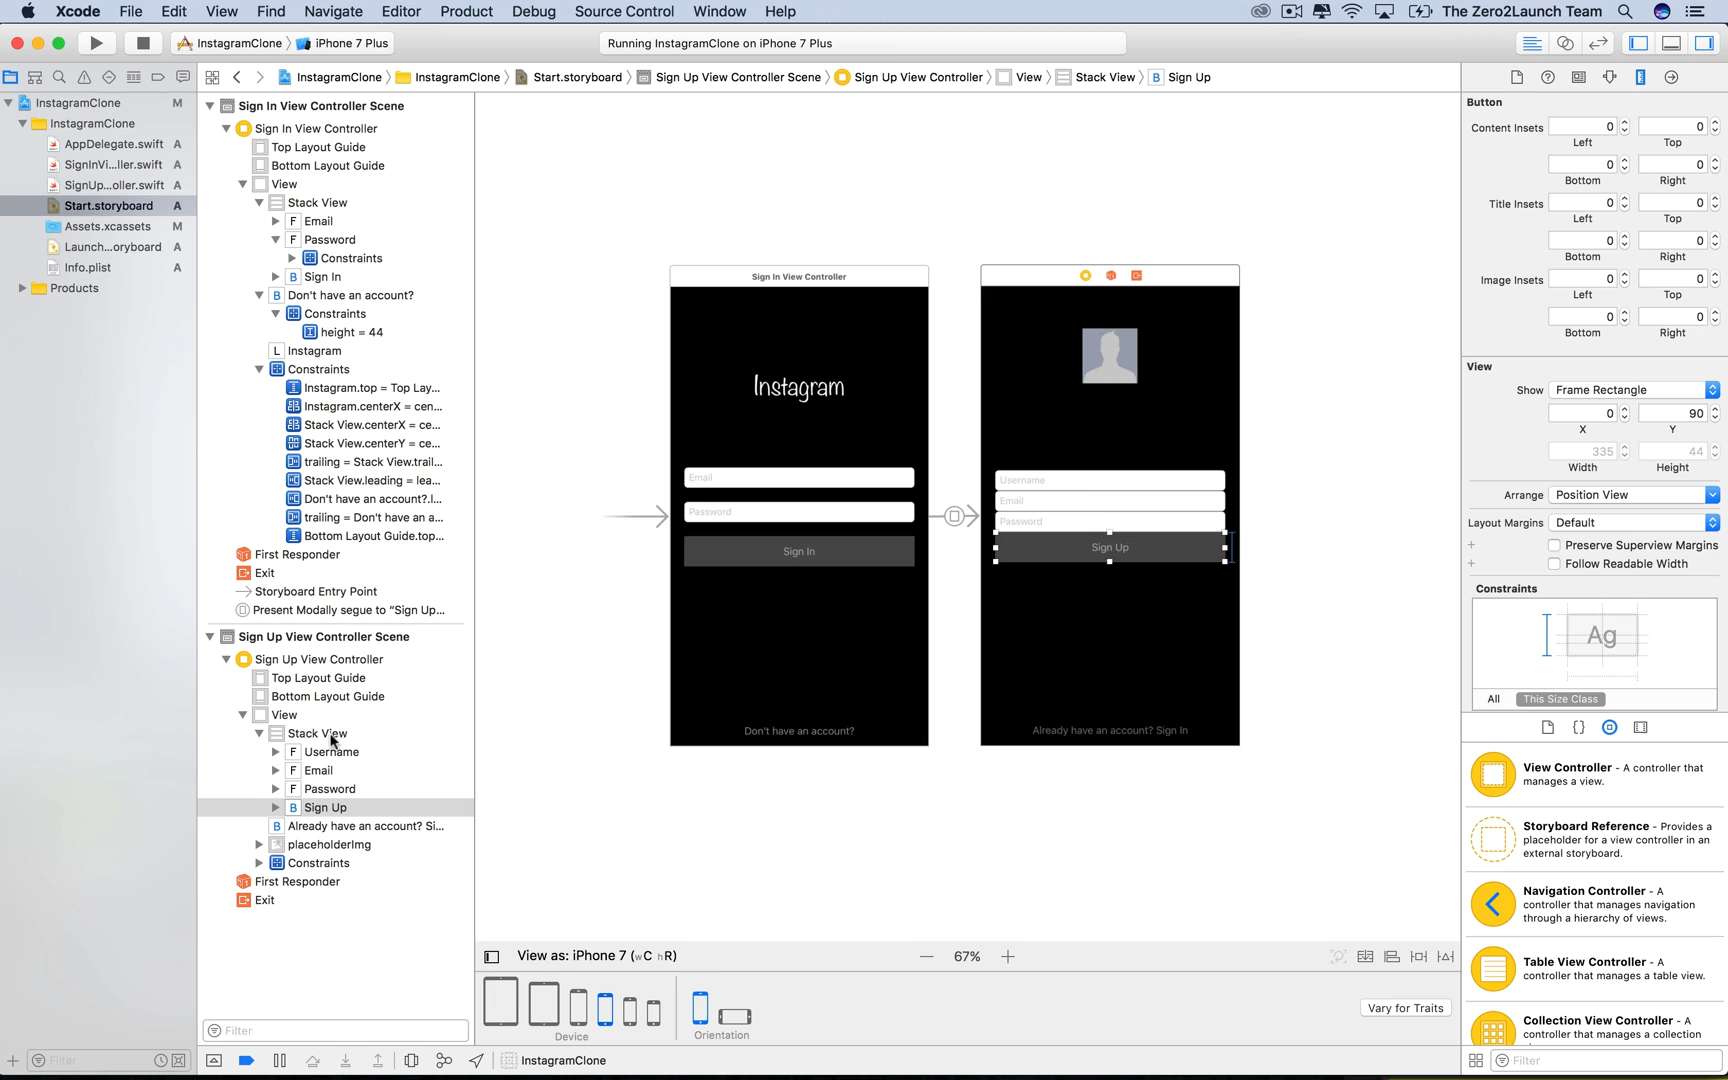 Xcode File Edit View Find Navigate Editor Product Debug Source Control Window Help The Zero2Launch Team
InstagramClone iPhone 7 Plus Running InstagramClone on iPhone 7 Plus
InstagramClone InstagramClone Start.storyboard Sign Up View Controller Scene Sign Up View Controller View Stack View B Sign Up
InstagramClone M
InstagramClone
AppDelegate.swift A
SignInVi...ller.swift A
SignUp...oller.swift A
Start.storyboard A
Assets.xcassets M
Launch...oryboard A
Info.plist A
Products
Sign In View Controller Scene
Sign In View Controller
Top Layout Guide
Bottom Layout Guide
View
Stack View
F Email
F Password
Constraints
B Sign In
B Don't have an account?
Constraints
height = 44
L Instagram
Constraints
Instagram.top = Top Lay...
Instagram.centerX = cen...
Stack View.centerX = ce...
Stack View.centerY = ce...
trailing = Stack View.trail...
Stack View.leading = lea...
Don't have an account?.l...
trailing = Don't have an a...
Bottom Layout Guide.top...
First Responder
Exit
Storyboard Entry Point
Present Modally segue to “Sign Up...
Sign Up View Controller Scene
Sign Up View Controller
Top Layout Guide
Bottom Layout Guide
View
Stack View
F Username
F Email
F Password
B Sign Up
B Already have an account? Si...
placeholderImg
Constraints
First Responder
Exit
Filter
Filter
Sign In View Controller
Instagram
Email
Password
Sign In
Don't have an account?
Username
Email
Password
Sign Up
Already have an account? Sign In
View as: iPhone 7 (wC hR) 67%
Device Orientation
Vary for Traits
InstagramClone
Button
Content Insets 0 0
Left Top
0 0
Bottom Right
Title Insets 0 0
Left Top
0 0
Bottom Right
Image Insets 0 0
Left Top
0 0
Bottom Right
View
Show Frame Rectangle
0 90
X Y
335 44
Width Height
Arrange Position View
Layout Margins Default
Preserve Superview Margins
Follow Readable Width
Constraints
Ag
All This Size Class
View Controller - A controller that
manages a view.
Storyboard Reference - Provides a
placeholder for a view controller in an
external storyboard.
Navigation Controller - A
controller that manages navigation
through a hierarchy of views.
Table View Controller - A
controller that manages a table view.
Collection View Controller - A
controller that manages a collection
Filter